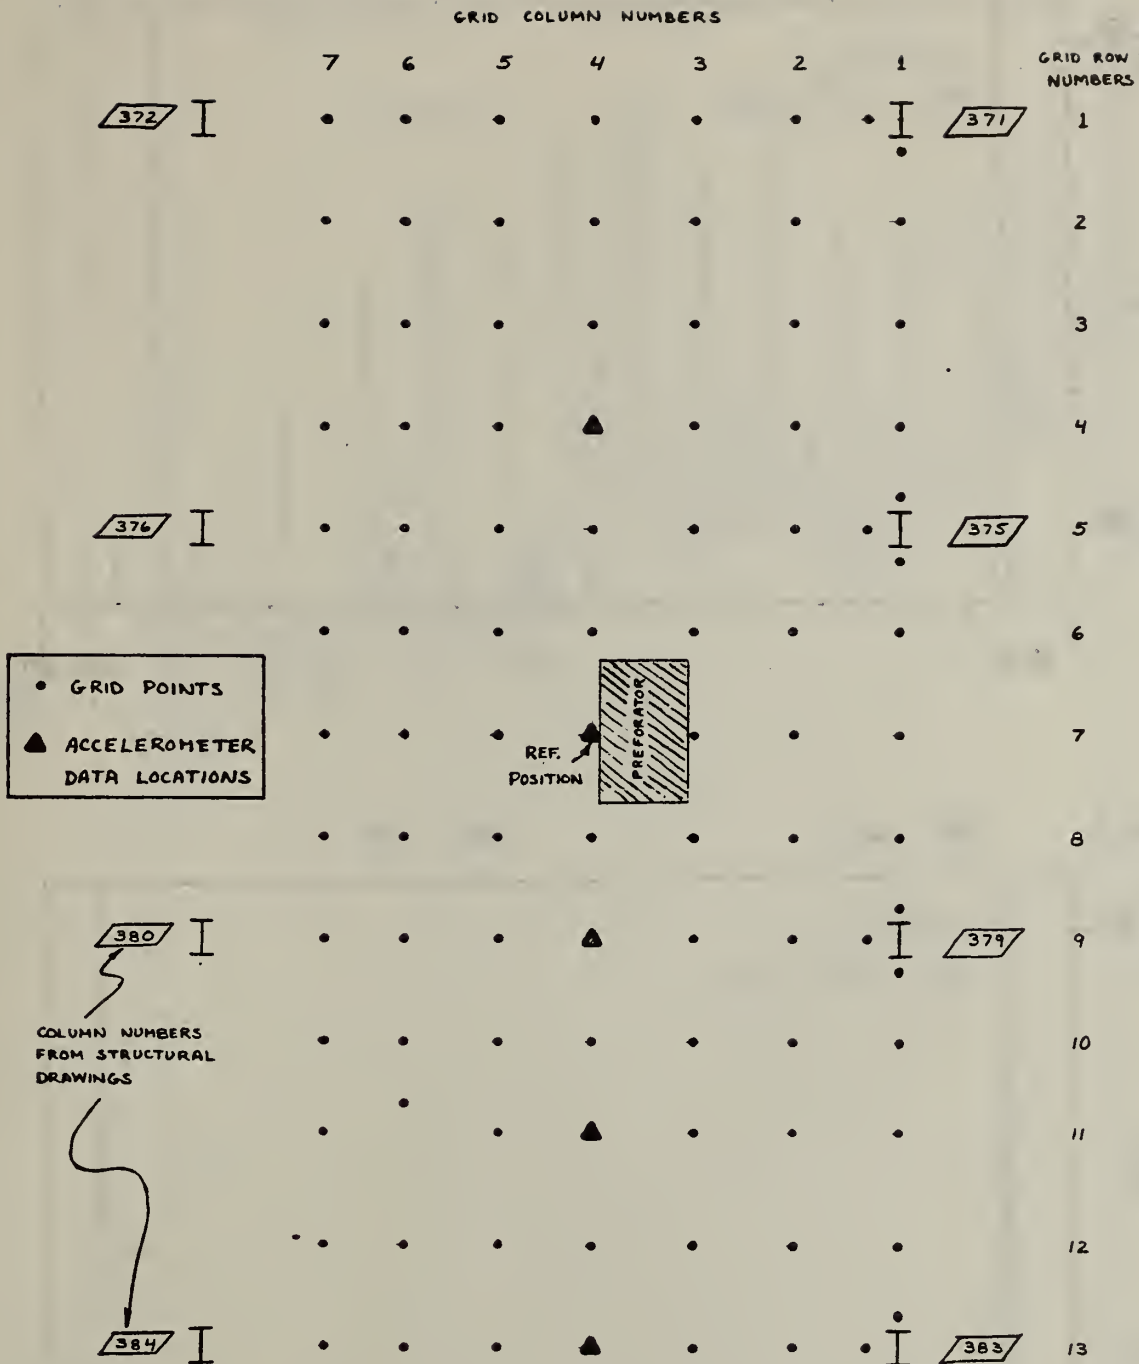 GRID COLUMN NUMBERS
7 6 5 4 3 2 1
GRID ROW
NUMBERS
372
371
1
2
3
4
376
375
5
6
• GRID POINTS
▲ ACCELEROMETER
DATA LOCATIONS
PREFORATOR
REF.
POSITION
7
8
380
379
9
COLUMN NUMBERS
FROM STRUCTURAL
DRAWINGS
10
11
12
384
383
13